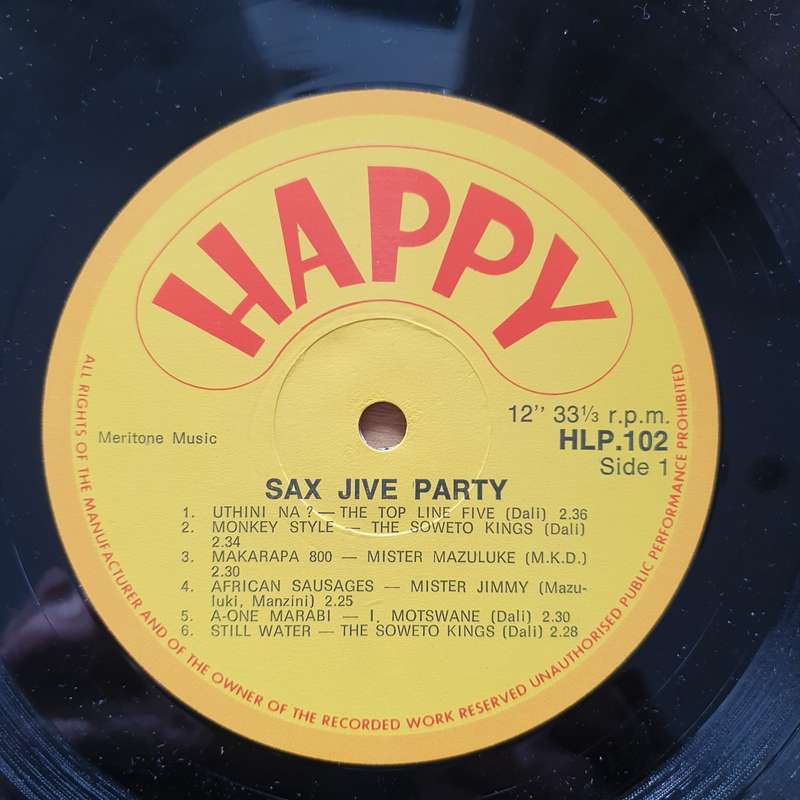 HAPPY
Meritone Music
12'' 33⅓ r.p.m.
HLP.102
Side 1
SAX JIVE PARTY
1. UTHINI NA? — THE TOP LINE FIVE (Dali) 2.36
2. MONKEY STYLE — THE SOWETO KINGS (Dali)
2.34
3. MAKARAPA 800 — MISTER MAZULUKE (M.K.D.)
2.30
4. AFRICAN SAUSAGES — MISTER JIMMY (Mazu-
luki, Manzini) 2.25
5. A-ONE MARABI — I. MOTSWANE (Dali) 2.30
6. STILL WATER — THE SOWETO KINGS (Dali) 2.28
ALL RIGHTS OF THE MANUFACTURER AND OF THE OWNER OF THE RECORDED WORK RESERVED UNAUTHORISED PUBLIC PERFORMANCE PROHIBITED